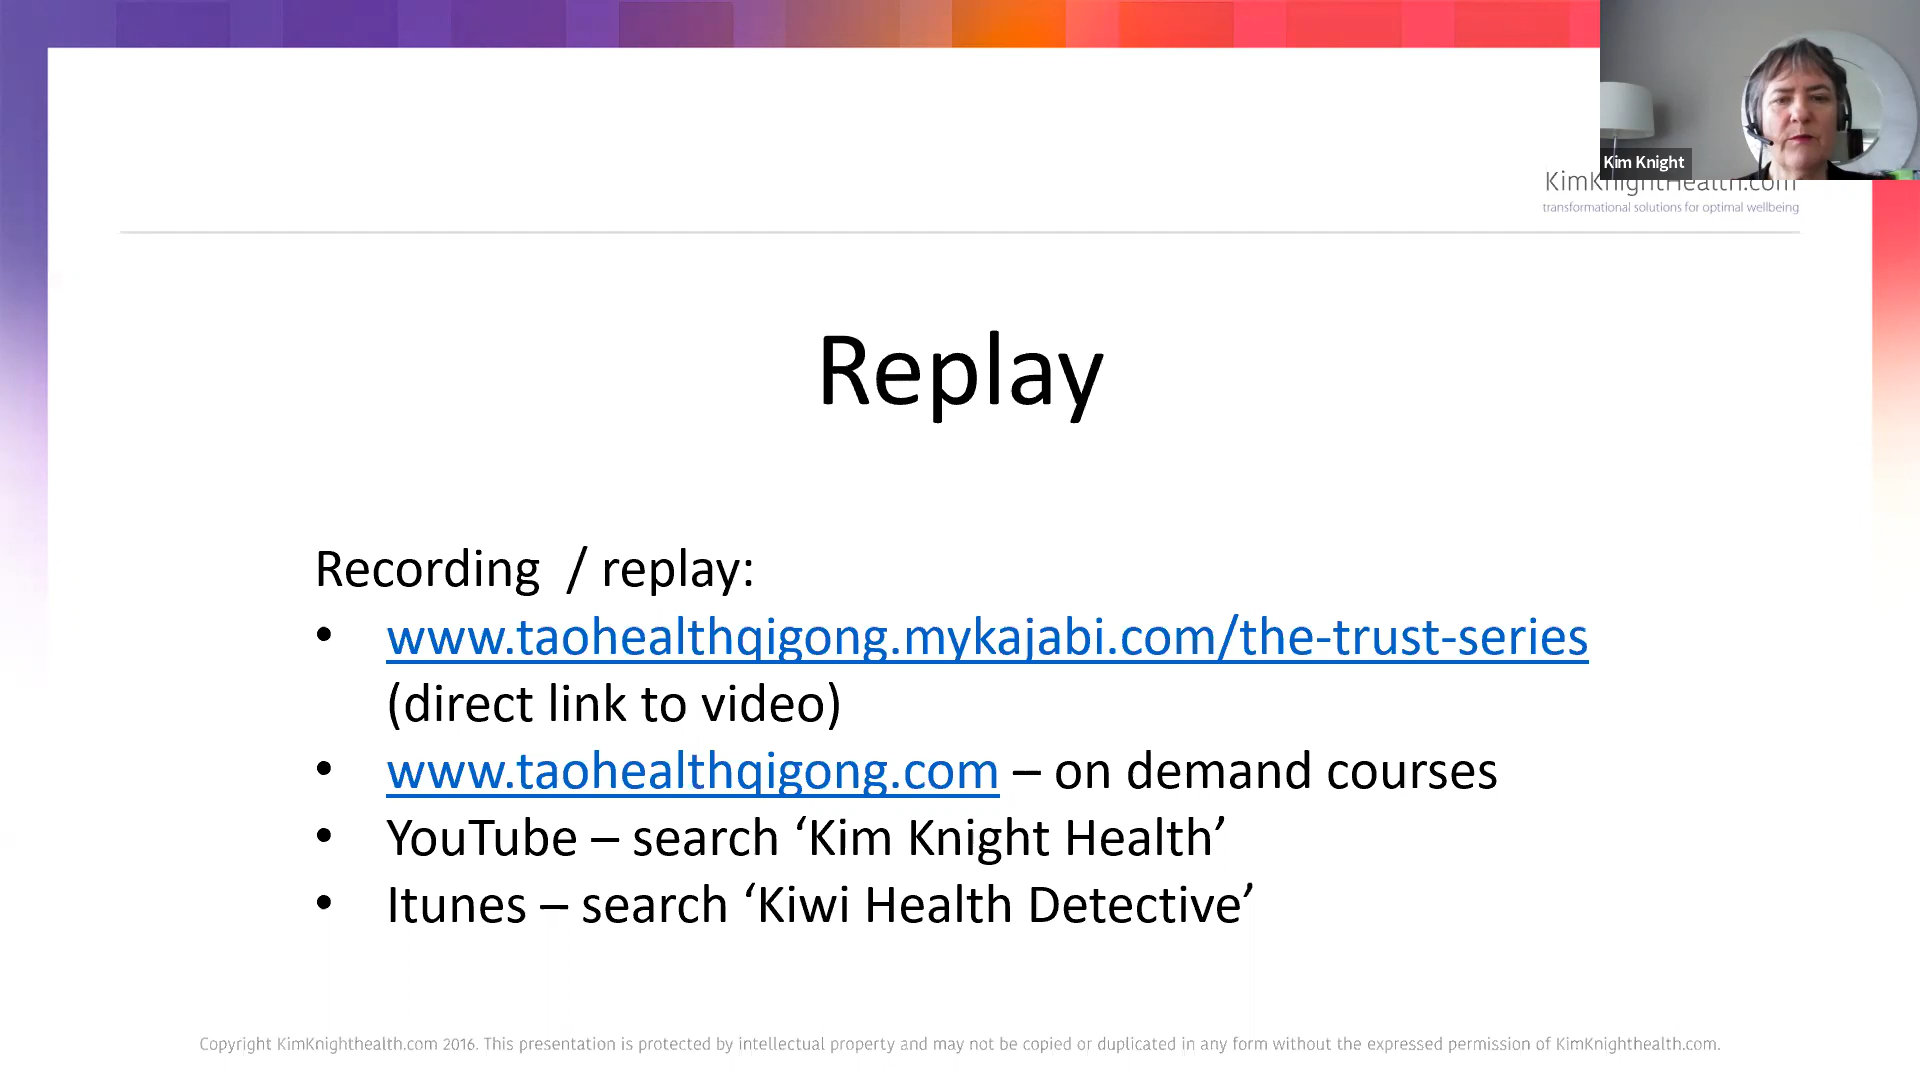 Kim Knight
KimKnightHealth.com
transformational solutions for optimal wellbeing
Replay
Recording / replay:
• www.taohealthqigong.mykajabi.com/the-trust-series
(direct link to video)
• www.taohealthqigong.com – on demand courses
• YouTube – search ‘Kim Knight Health’
• Itunes – search ‘Kiwi Health Detective’
Copyright KimKnighthealth.com 2016. This presentation is protected by intellectual property and may not be copied or duplicated in any form without the expressed permission of KimKnighthealth.com.